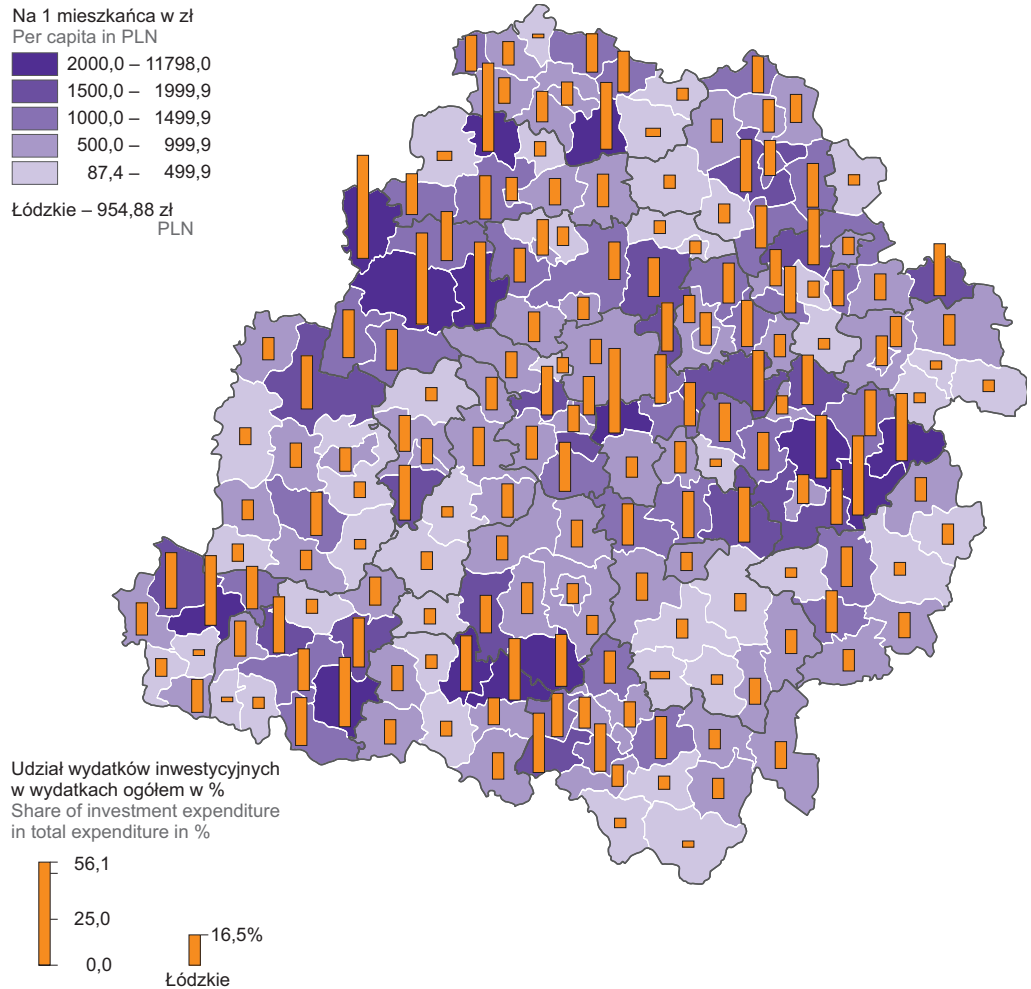 Na 1 mieszkańca w zł
Per capita in PLN
2000,0 – 11798,0
1500,0 – 1999,9
1000,0 – 1499,9
500,0 – 999,9
87,4 – 499,9
Łódzkie – 954,88 zł
PLN
Udział wydatków inwestycyjnych
w wydatkach ogółem w %
Share of investment expenditure
in total expenditure in %
56,1
25,0
16,5%
0,0
Łódzkie